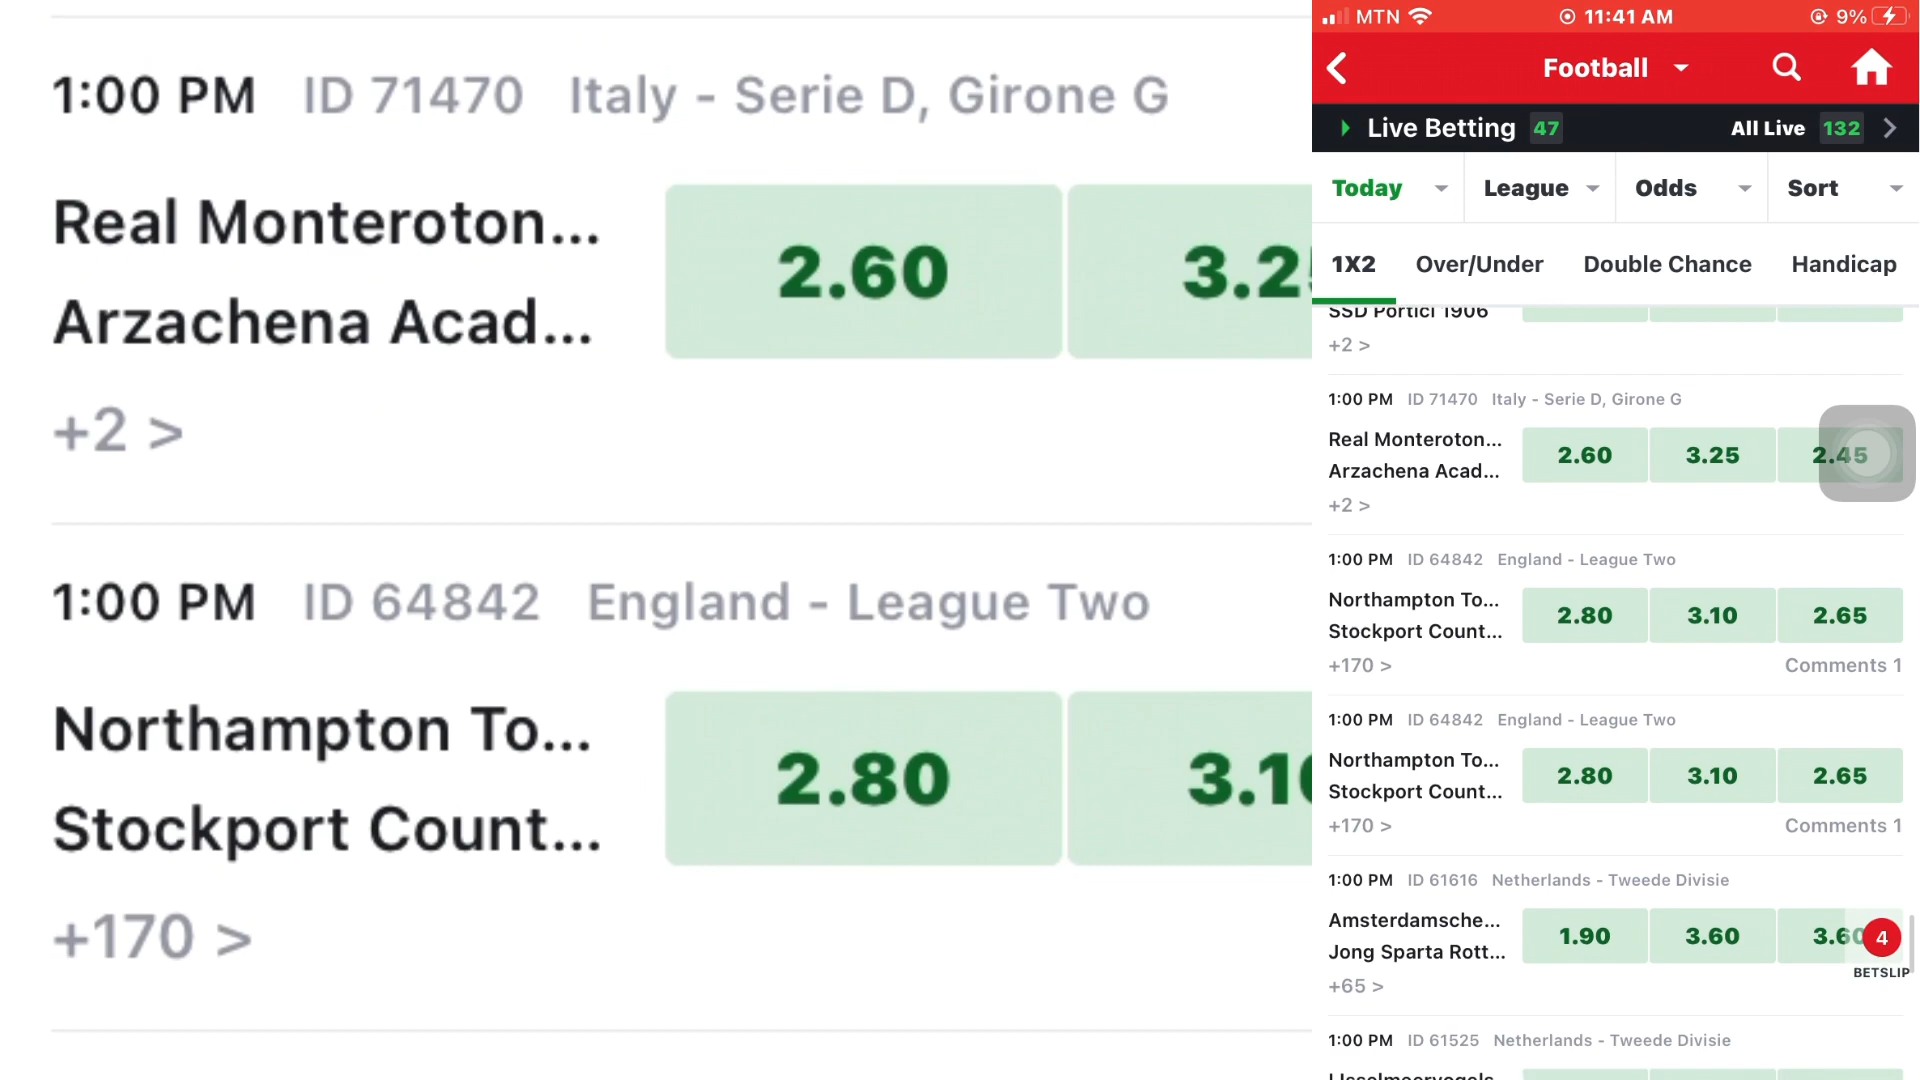 1:00 PM ID 71470 Italy - Serie D, Girone G
Real Monteroton...
Arzachena Acad...
2.60
+2 >
1:00 PM ID 64842 England - League Two
Northampton To...
Stockport Count...
2.80
+170 >
MTN 11:41 AM 9%
Football
Live Betting 47 All Live 132
Today League Odds Sort
1X2 Over/Under Double Chance Handicap
SSD Portici 1906
+2 >
1:00 PM ID 71470 Italy - Serie D, Girone G
Real Monteroton... 2.60 3.25 2.45
Arzachena Acad...
+2 >
1:00 PM ID 64842 England - League Two
Northampton To... 2.80 3.10 2.65
Stockport Count...
+170 > Comments 1
1:00 PM ID 64842 England - League Two
Northampton To... 2.80 3.10 2.65
Stockport Count...
+170 > Comments 1
1:00 PM ID 61616 Netherlands - Tweede Divisie
Amsterdamsche... 1.90 3.60 3.60
Jong Sparta Rott...
4
BETSLIP
+65 >
1:00 PM ID 61525 Netherlands - Tweede Divisie